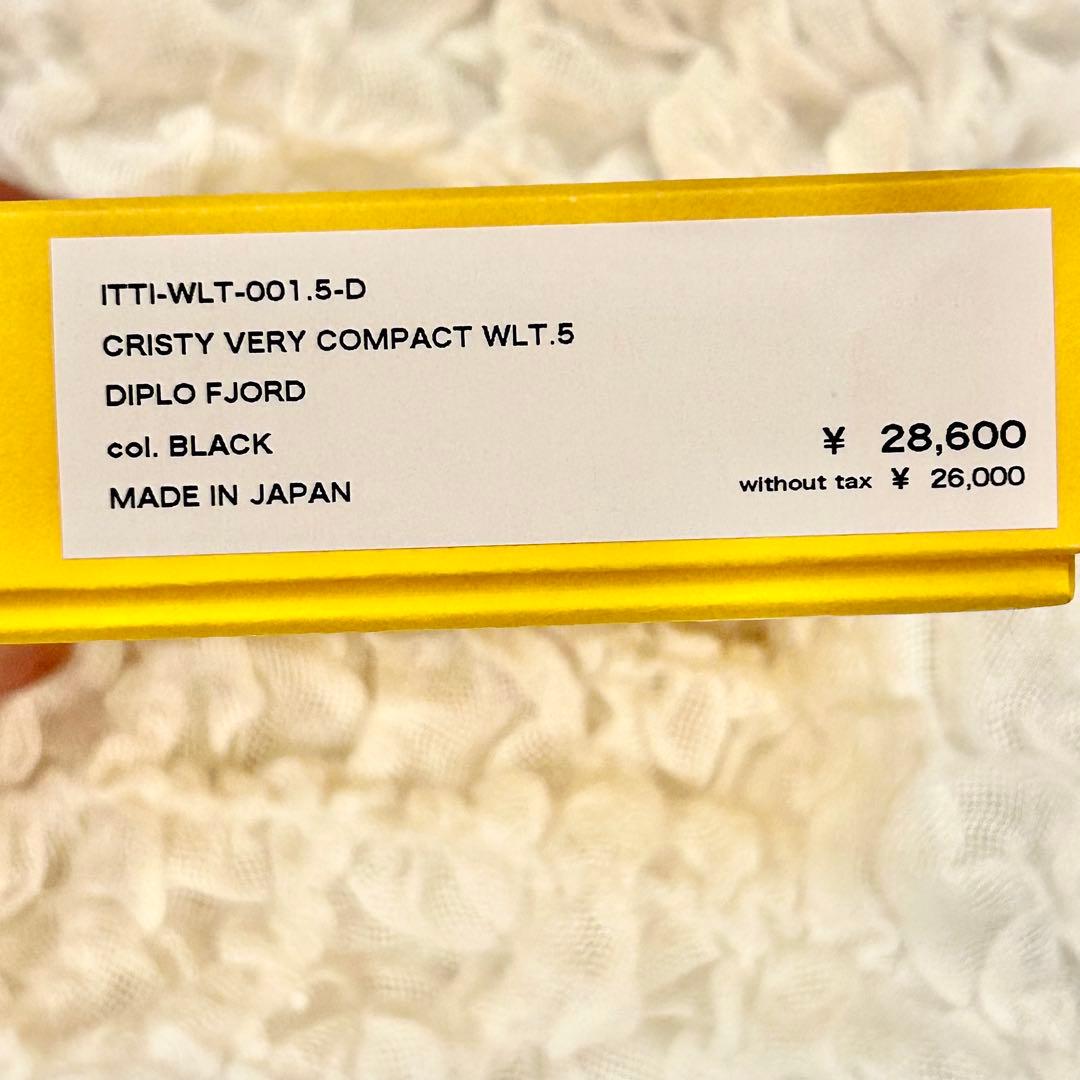 ITTI-WLT-001.5-D
CRISTY VERY COMPACT WLT.5
DIPLO FJORD
col. BLACK
MADE IN JAPAN
¥ 28,600
without tax ¥ 26,000